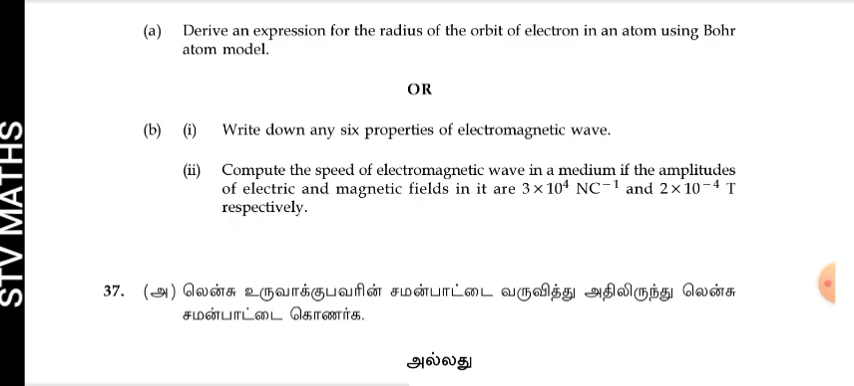 (a) Derive an expression for the radius of the orbit of electron in an atom using Bohr
atom model.
OR
(b) (i) Write down any six properties of electromagnetic wave.
(ii) Compute the speed of electromagnetic wave in a medium if the amplitudes
of electric and magnetic fields in it are 3×10⁴ NC⁻¹ and 2×10⁻⁴ T
respectively.
37. (அ) லென்சு உருவாக்குபவரின் சமன்பாட்டை வருவித்து அதிலிருந்து லென்சு
சமன்பாட்டை கொணர்க.
அல்லது
STV MATHS